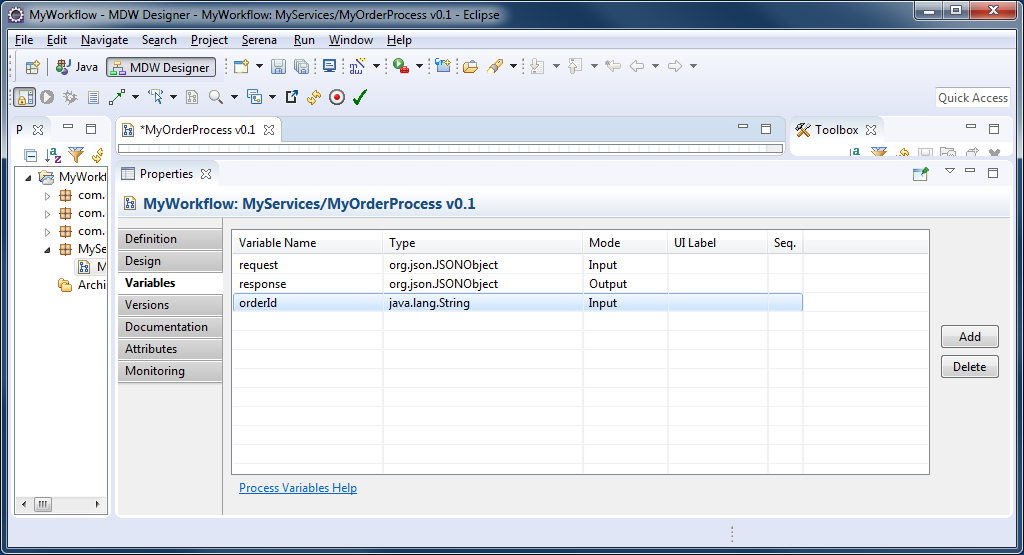 MyWorkflow - MDW Designer - MyWorkflow: MyServices/MyOrderProcess v0.1 - Eclipse
File Edit Navigate Search Project Serena Run Window Help
Java MDW Designer
Quick Access
P *MyOrderProcess v0.1 Toolbox
MyWorkf
com.
com.
com.
MySe
M
Archi
Properties
MyWorkflow: MyServices/MyOrderProcess v0.1
Definition
Design
Variables
Versions
Documentation
Attributes
Monitoring
Variable Name Type Mode UI Label Seq.
request org.json.JSONObject Input
response org.json.JSONObject Output
orderId java.lang.String Input
Add
Delete
Process Variables Help